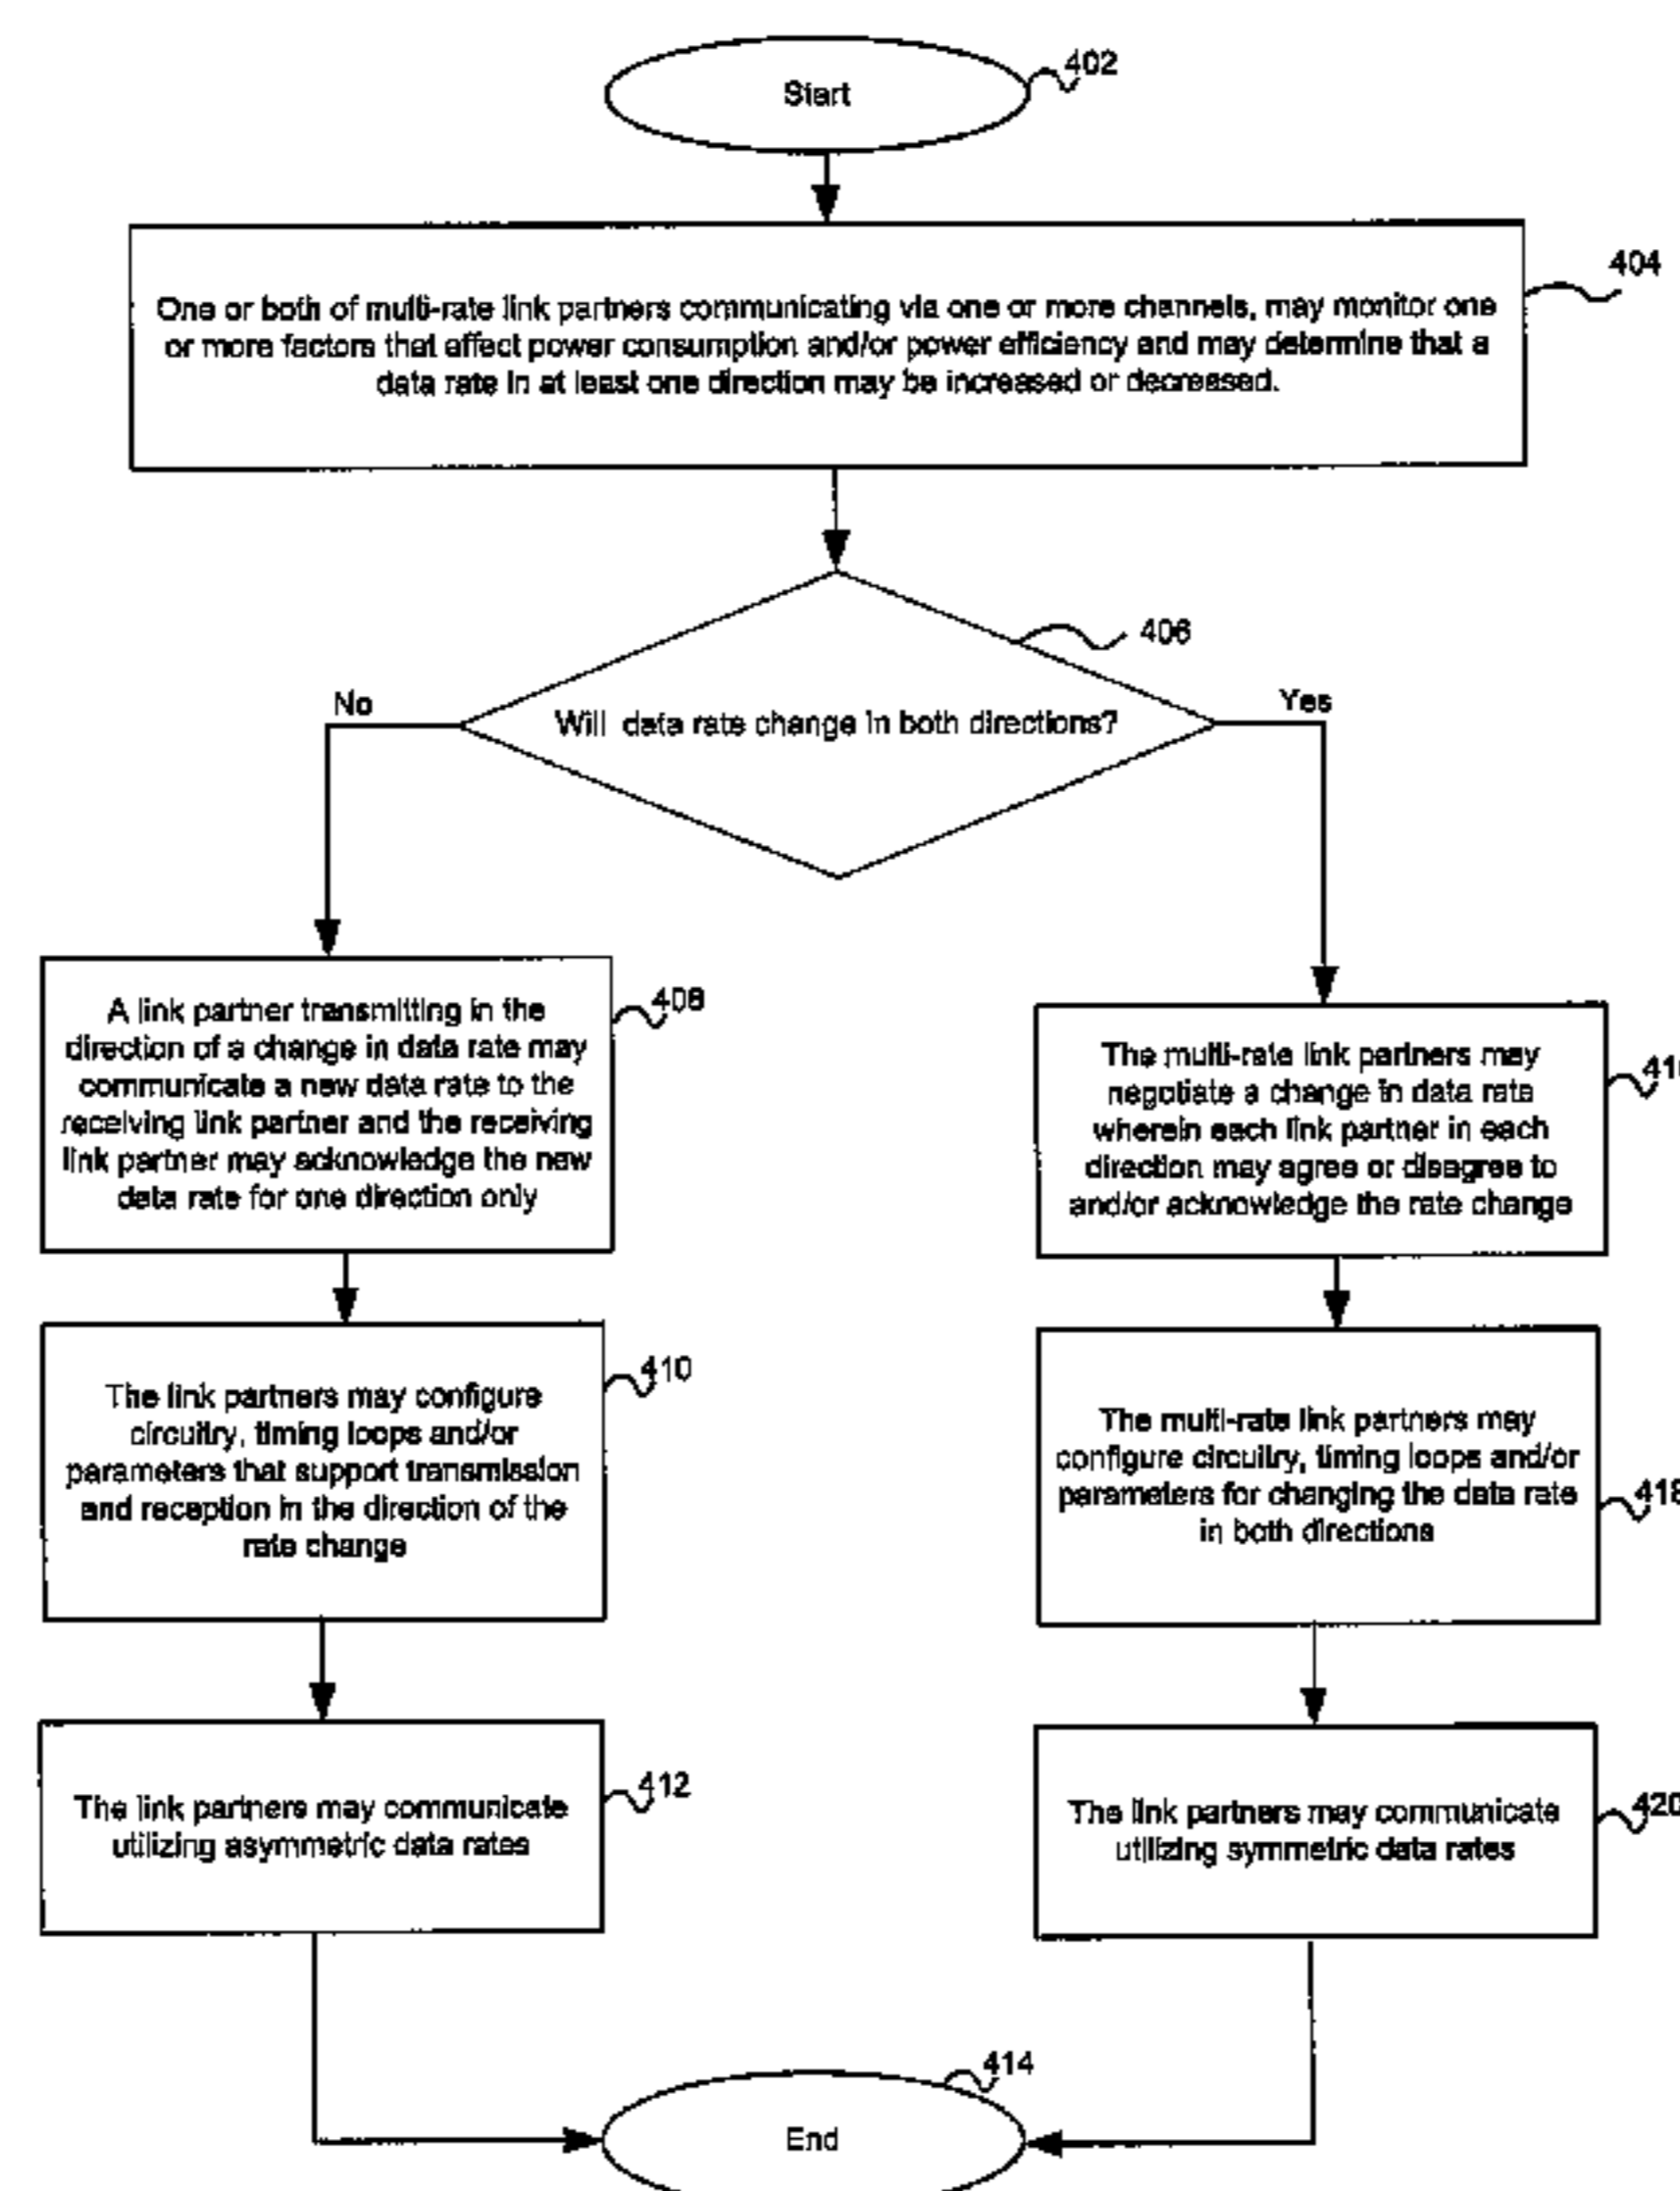 Start
402
One or both of multi-rate link partners communicating via one or more channels, may monitor one
or more factors that affect power consumption and/or power efficiency and may determine that a
data rate in at least one direction may be increased or decreased.
404
Will data rate change in both directions?
406
No
Yes
A link partner transmitting in the
direction of a change in data rate may
communicate a new data rate to the
receiving link partner and the receiving
link partner may acknowledge the new
data rate for one direction only
408
The multi-rate link partners may
negotiate a change in data rate
wherein each link partner in each
direction may agree or disagree to
and/or acknowledge the rate change
The link partners may configure
circuitry, timing loops and/or
parameters that support transmission
and reception in the direction of the
rate change
410
The multi-rate link partners may
configure circuitry, timing loops and/or
parameters for changing the data rate
in both directions
418
The link partners may communicate
utilizing asymmetric data rates
412
The link partners may communicate
utilizing symmetric data rates
420
End
414